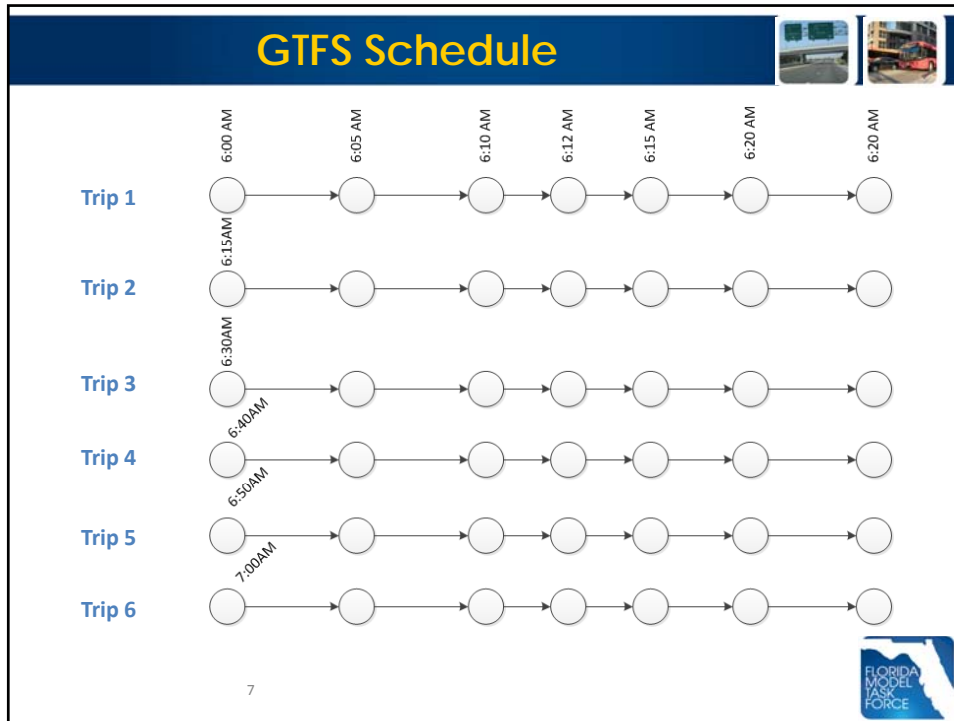 GTFS Schedule
6:00 AM 6:05 AM 6:10 AM 6:12 AM 6:15 AM 6:20 AM 6:20 AM
Trip 1
6:15AM
Trip 2
6:30AM
Trip 3
6:40AM
Trip 4
6:50AM
Trip 5
7:00AM
Trip 6
7
FLORIDA
MODEL
TASK
FORCE